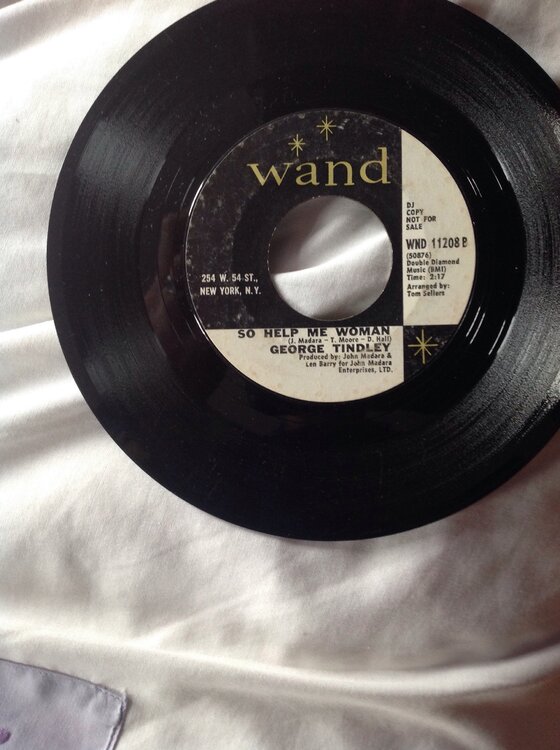 wand
DJ
COPY
NOT FOR
SALE
WND 11208 B
(50876)
Double Diamond
Music (BMI)
Time: 2:17
Arranged by:
Tom Sellers
254 W. 54 ST.,
NEW YORK, N.Y.
SO HELP ME WOMAN
(J. Madara - T. Moore - D. Hall)
GEORGE TINDLEY
Produced by: John Madara &
Len Barry for John Madara
Enterprises, LTD.